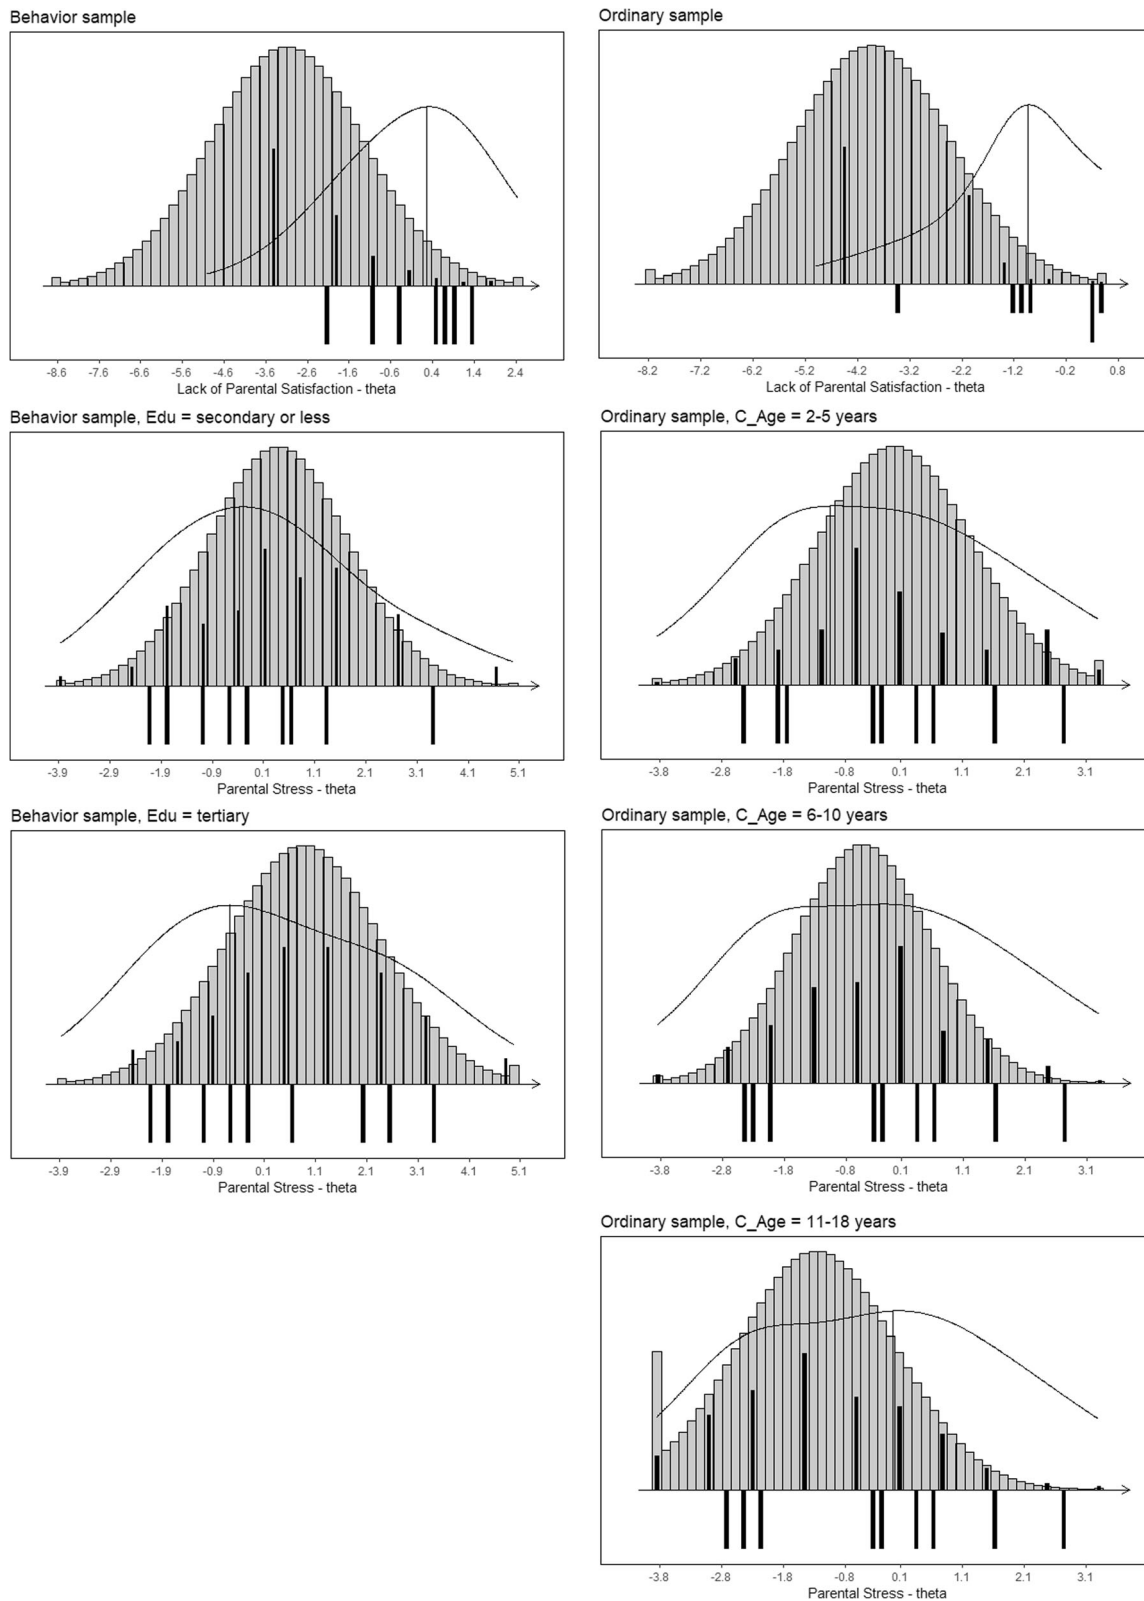 Behavior sample
Ordinary sample
-8.6 -7.6 -6.6 -5.6 -4.6 -3.6 -2.6 -1.6 -0.6 0.4 1.4 2.4
Lack of Parental Satisfaction - theta
-8.2 -7.2 -6.2 -5.2 -4.2 -3.2 -2.2 -1.2 -0.2 0.8
Lack of Parental Satisfaction - theta
Behavior sample, Edu = secondary or less
Ordinary sample, C_Age = 2-5 years
-3.9 -2.9 -1.9 -0.9 0.1 1.1 2.1 3.1 4.1 5.1
Parental Stress - theta
-3.8 -2.8 -1.8 -0.8 0.1 1.1 2.1 3.1
Parental Stress - theta
Behavior sample, Edu = tertiary
Ordinary sample, C_Age = 6-10 years
-3.9 -2.9 -1.9 -0.9 0.1 1.1 2.1 3.1 4.1 5.1
Parental Stress - theta
-3.8 -2.8 -1.8 -0.8 0.1 1.1 2.1 3.1
Parental Stress - theta
Ordinary sample, C_Age = 11-18 years
-3.8 -2.8 -1.8 -0.8 0.1 1.1 2.1 3.1
Parental Stress - theta